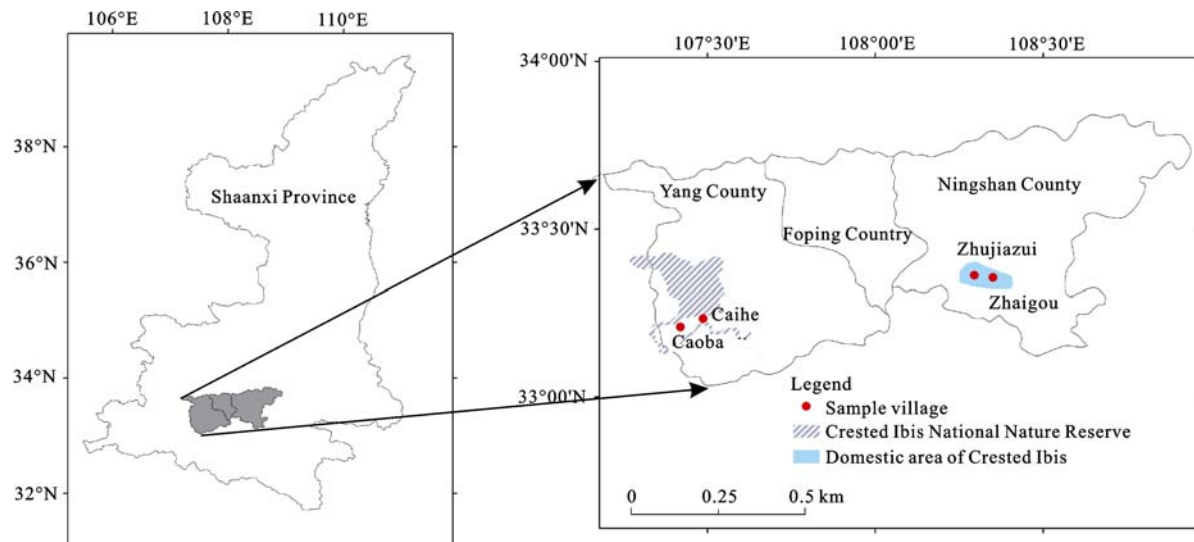 106°E 108°E 110°E
38°N
36°N
34°N
32°N
Shaanxi Province
107°30′E 108°00′E 108°30′E
34°00′N
33°30′N
33°00′N
Yang County
Ningshan County
Foping Country
Zhujiazui
Zhaigou
Caihe
Caoba
Legend
Sample village
Crested Ibis National Nature Reserve
Domestic area of Crested Ibis
0 0.25 0.5 km